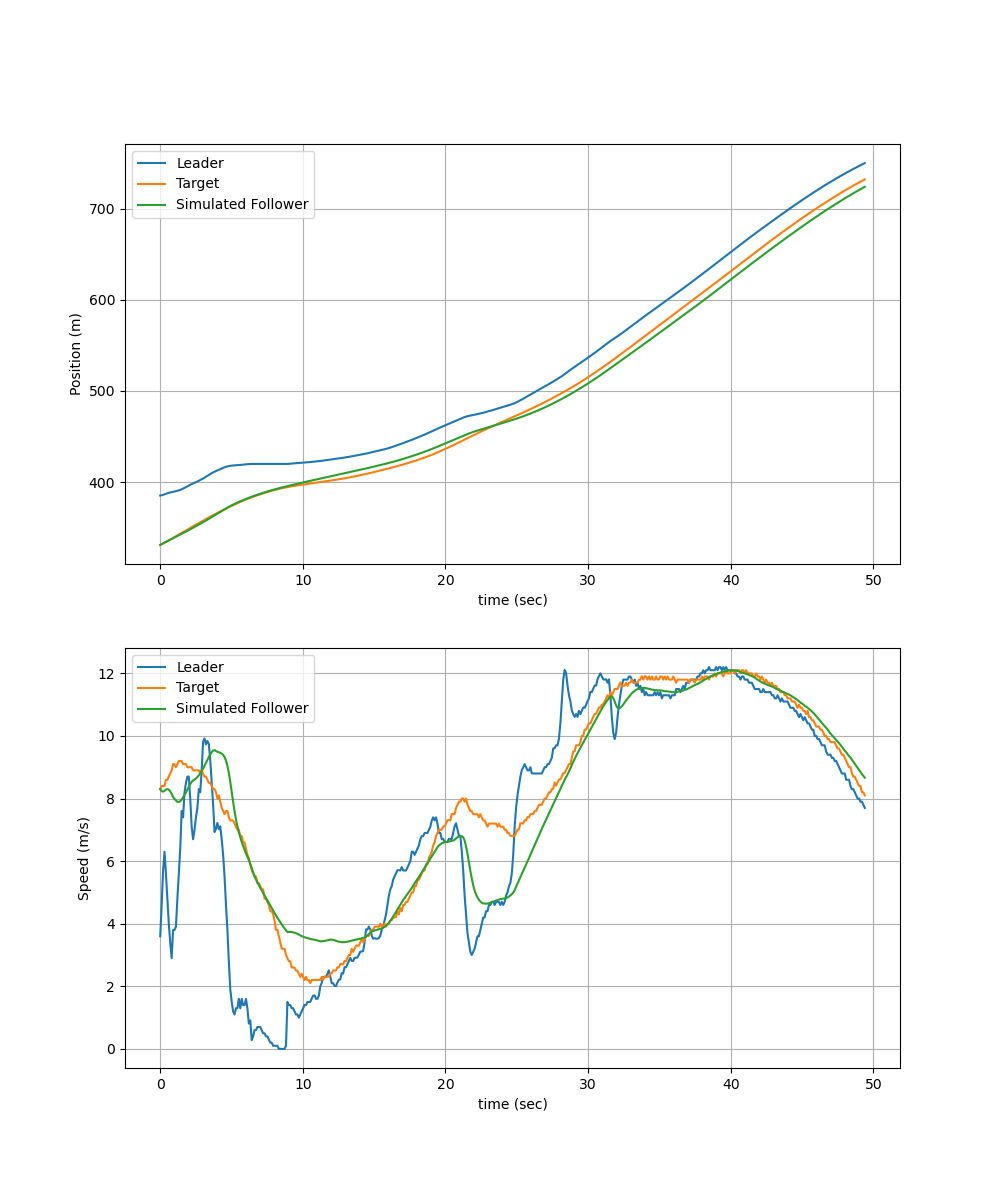 Leader
Target
Simulated Follower
700
600
500
400
Position (m)
0 10 20 30 40 50
time (sec)
Leader
Target
Simulated Follower
12
10
8
6
4
2
0
Speed (m/s)
0 10 20 30 40 50
time (sec)